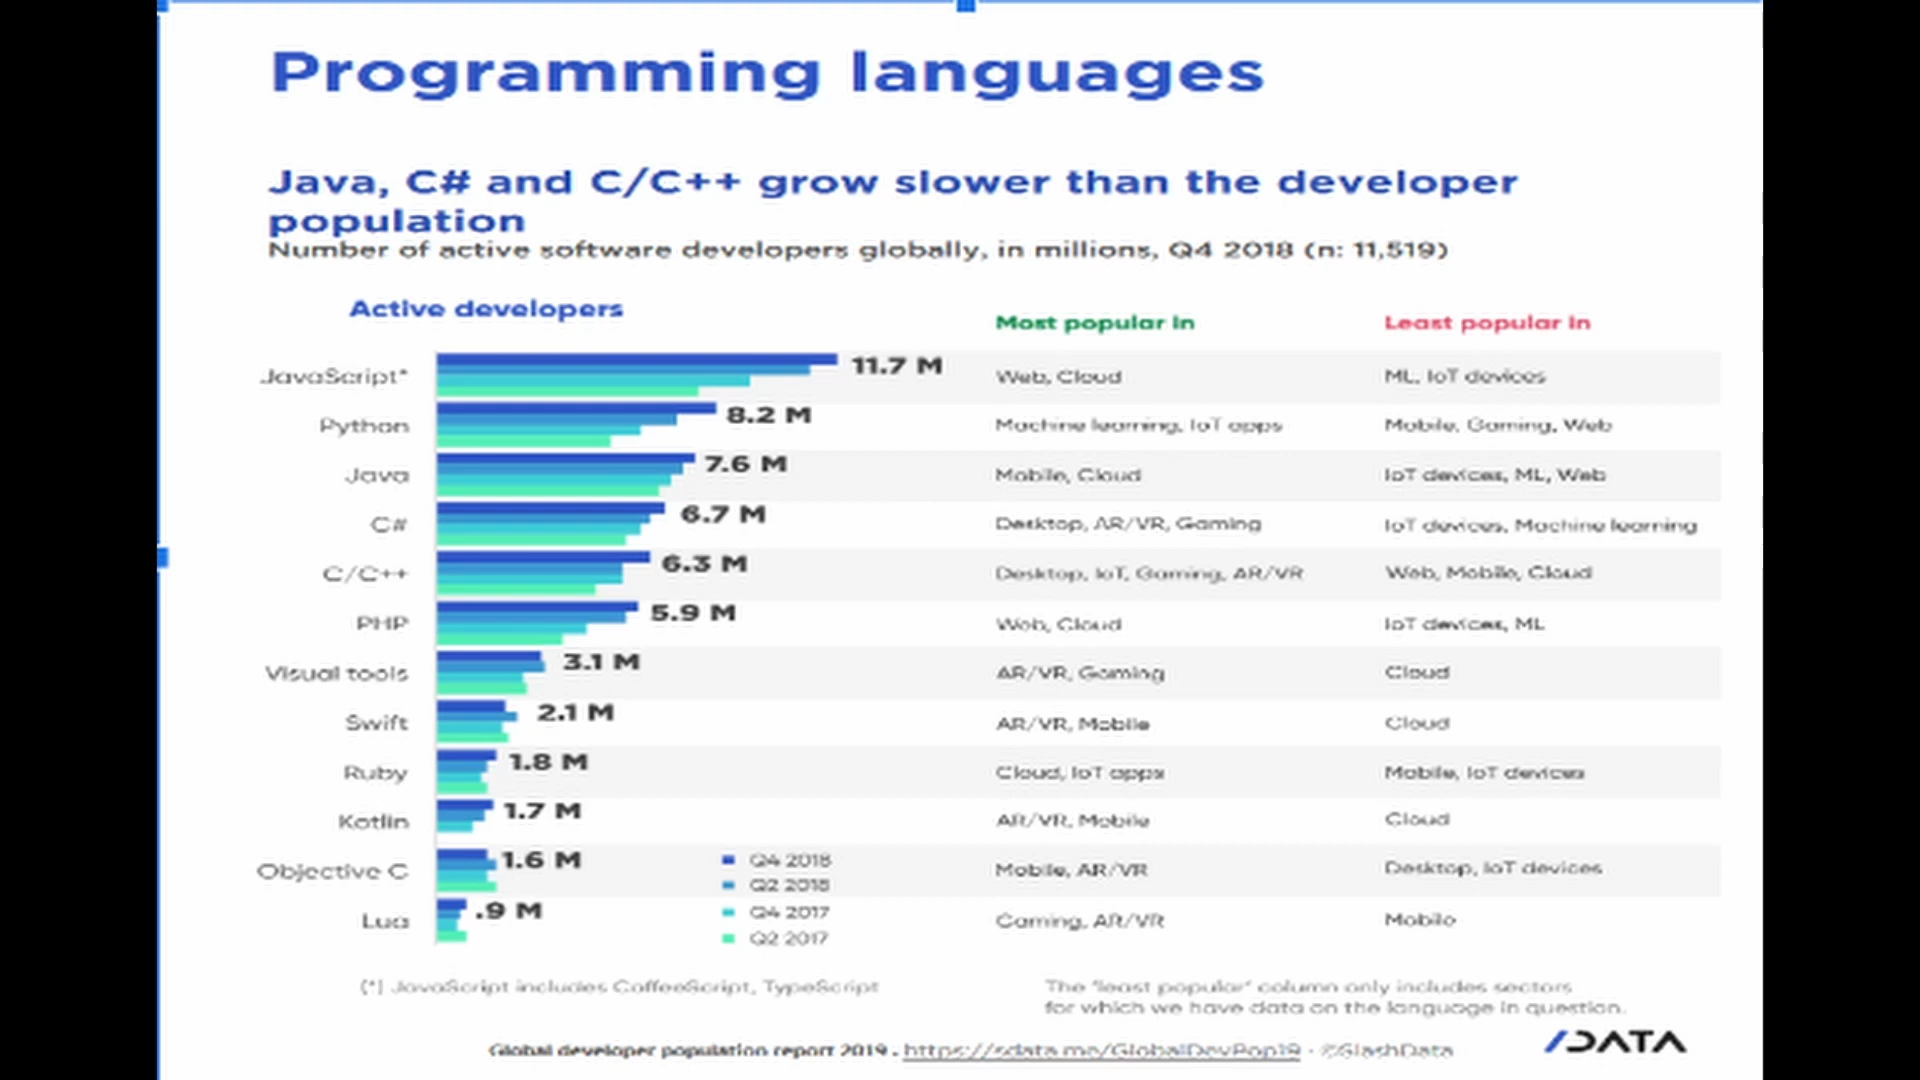 Programming languages
Java, C# and C/C++ grow slower than the developer
population
Number of active software developers globally, in millions, Q4 2018 (n: 11,519)
Active developers
Most popular in
Least popular in
JavaScript* 11.7 M Web, Cloud ML, IoT devices
Python 8.2 M Machine learning, IoT apps Mobile, Gaming, Web
Java 7.6 M Mobile, Cloud IoT devices, ML, Web
C# 6.7 M Desktop, AR/VR, Gaming IoT devices, Machine learning
C/C++ 6.3 M Desktop, IoT, Gaming, AR/VR Web, Mobile, Cloud
PHP 5.9 M Web, Cloud IoT devices, ML
Visual tools 3.1 M AR/VR, Gaming Cloud
Swift 2.1 M AR/VR, Mobile Cloud
Ruby 1.8 M Cloud, IoT apps Mobile, IoT devices
Kotlin 1.7 M AR/VR, Mobile Cloud
Objective C 1.6 M Mobile, AR/VR Desktop, IoT devices
Lua .9 M Gaming, AR/VR Mobile
Q4 2018
Q2 2018
Q4 2017
Q2 2017
(*) JavaScript includes CoffeeScript, TypeScript
The 'least popular' column only includes sectors
for which we have data on the language in question.
Global developer population report 2019 . https://sdata.me/GlobalDevPop19 · ©SlashData
/DATA